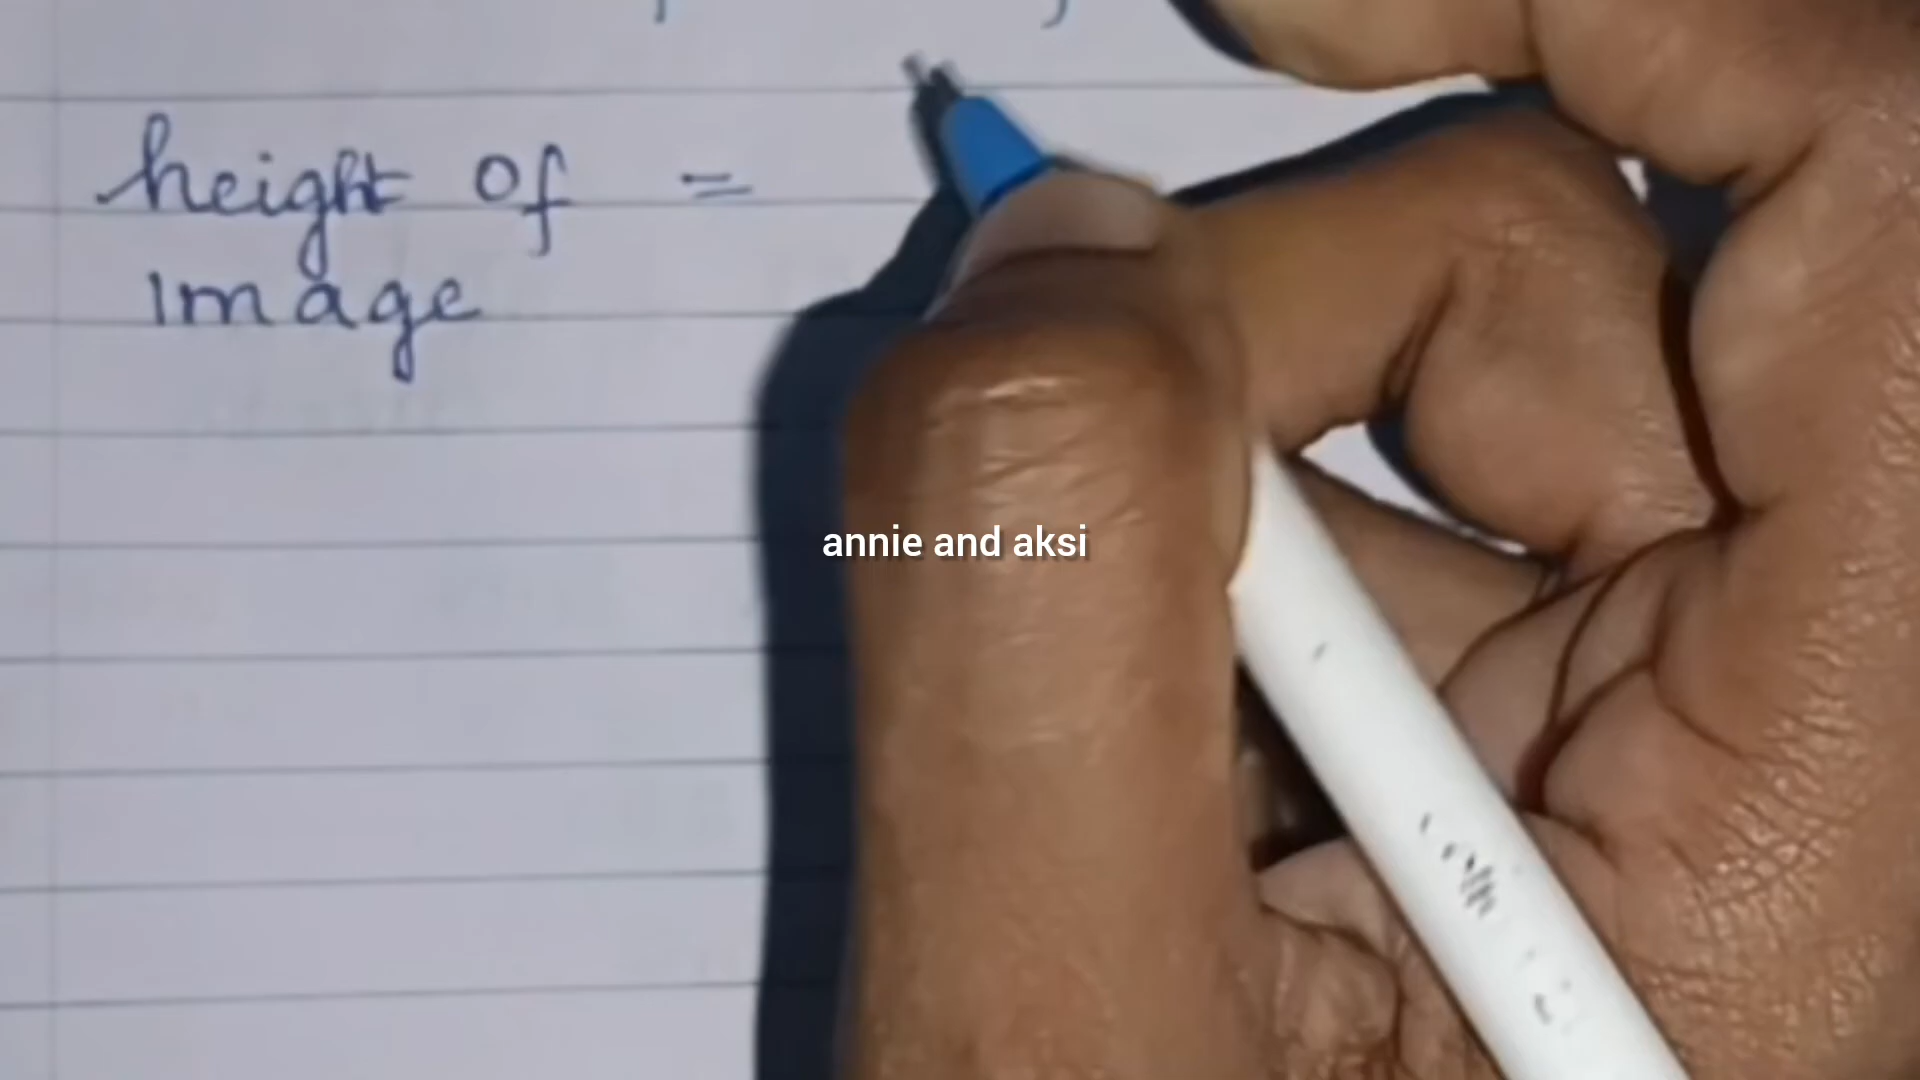 height of =
image
annie and aksi